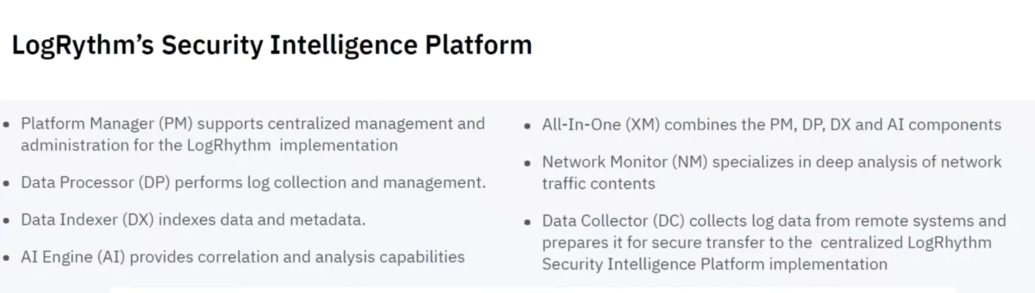 LogRythm's Security Intelligence Platform
• Platform Manager (PM) supports centralized management and
administration for the LogRhythm implementation
• Data Processor (DP) performs log collection and management.
• Data Indexer (DX) indexes data and metadata.
• AI Engine (AI) provides correlation and analysis capabilities
• All-In-One (XM) combines the PM, DP, DX and AI components
• Network Monitor (NM) specializes in deep analysis of network
traffic contents
• Data Collector (DC) collects log data from remote systems and
prepares it for secure transfer to the centralized LogRhythm
Security Intelligence Platform implementation